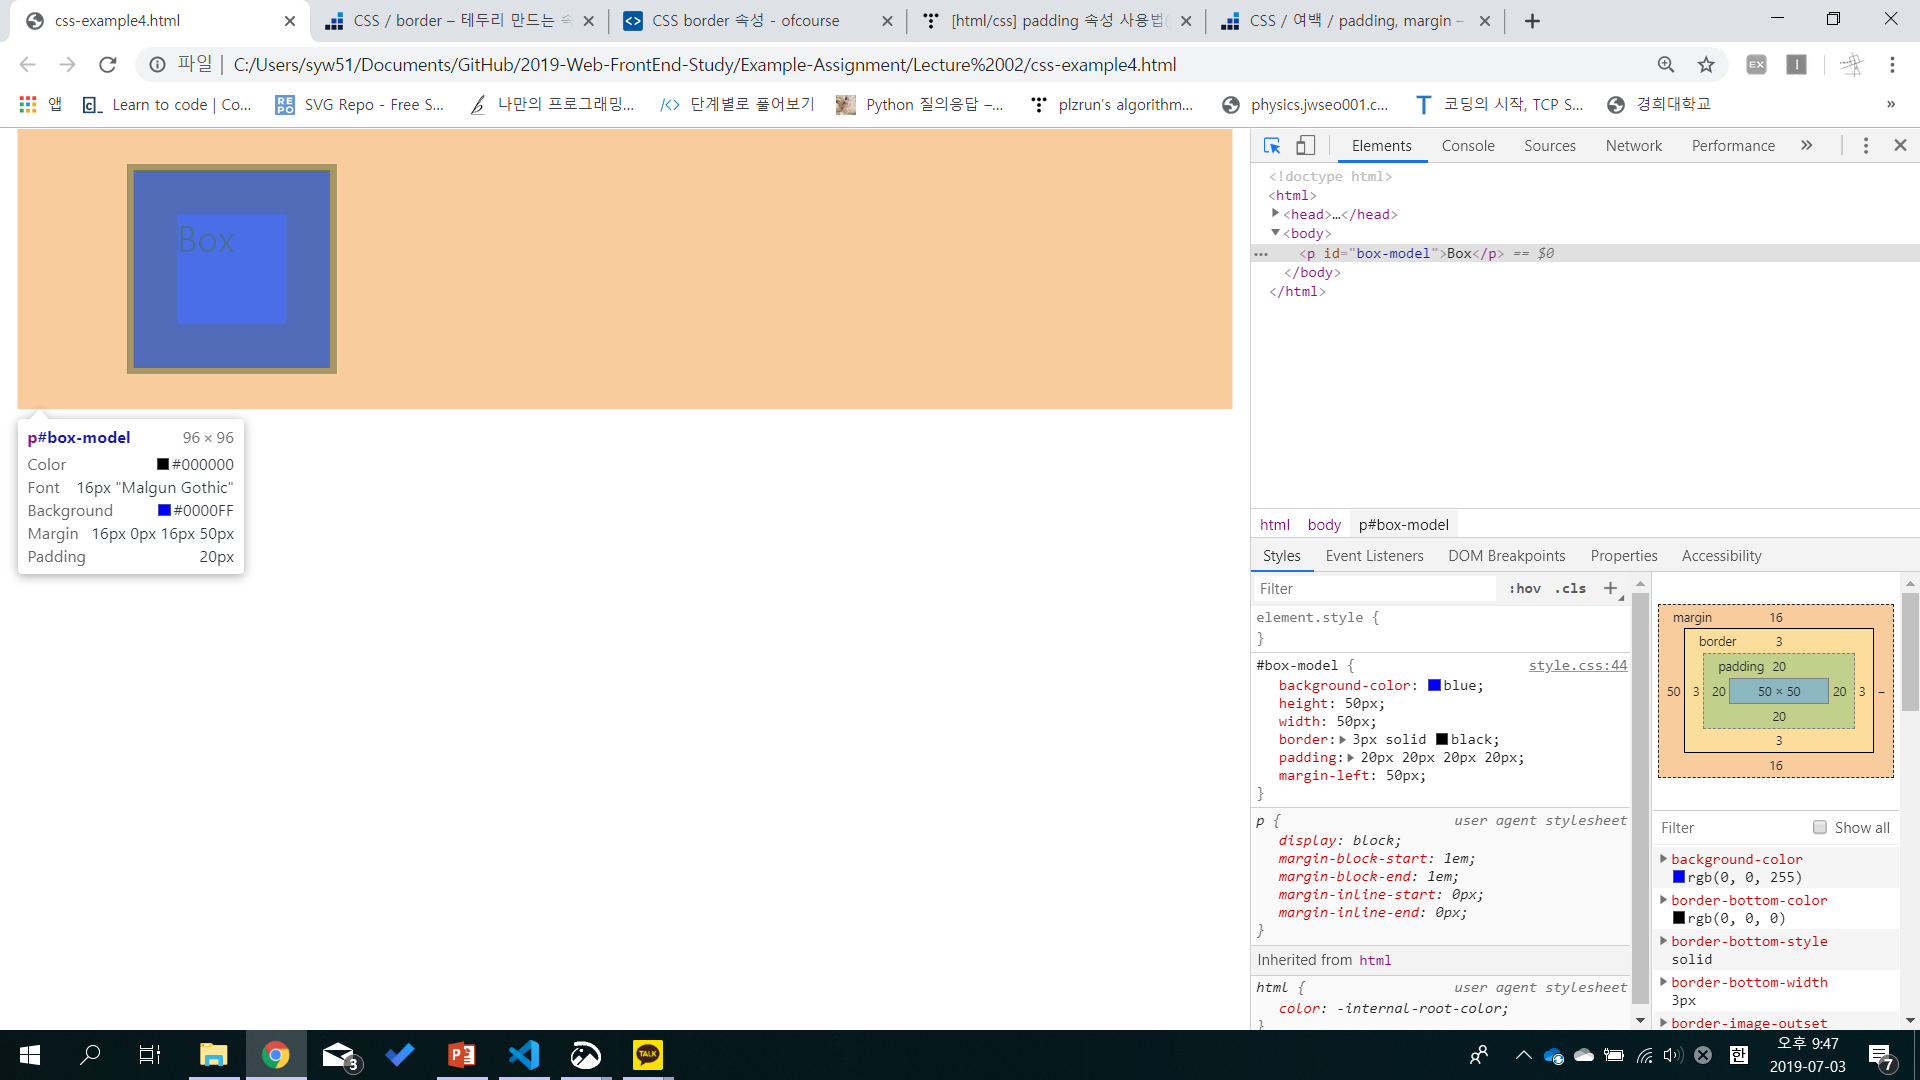 css-example4.html
CSS / border – 테두리 만드는 속
CSS border 속성 - ofcourse
[html/css] padding 속성 사용법(
CSS / 여백 / padding, margin –
파일 | C:/Users/syw51/Documents/GitHub/2019-Web-FrontEnd-Study/Example-Assignment/Lecture%2002/css-example4.html
EX
앱
Learn to code | Co...
SVG Repo - Free S...
나만의 프로그래밍...
단계별로 풀어보기
Python 질의응답 –...
plzrun's algorithm...
physics.jwseo001.c...
코딩의 시작, TCP S...
경희대학교
»
Box
p#box-model 96 × 96
Color #000000
Font 16px "Malgun Gothic"
Background #0000FF
Margin 16px 0px 16px 50px
Padding 20px
Elements Console Sources Network Performance »
<!doctype html>
<html>
<head>…</head>
<body>
<p id="box-model">Box</p> == $0
</body>
</html>
html body p#box-model
Styles Event Listeners DOM Breakpoints Properties Accessibility
Filter :hov .cls +
element.style {
}
#box-model { style.css:44
background-color: blue;
height: 50px;
width: 50px;
border: 3px solid black;
padding: 20px 20px 20px 20px;
margin-left: 50px;
}
p { user agent stylesheet
display: block;
margin-block-start: 1em;
margin-block-end: 1em;
margin-inline-start: 0px;
margin-inline-end: 0px;
}
Inherited from html
html { user agent stylesheet
color: -internal-root-color;
}
margin 16
border 3
padding 20
50 3 20 50 × 50 20 3 –
20
3
16
Filter Show all
background-color
rgb(0, 0, 255)
border-bottom-color
rgb(0, 0, 0)
border-bottom-style
solid
border-bottom-width
3px
border-image-outset
3
TALK
한
오후 9:47
2019-07-03
7